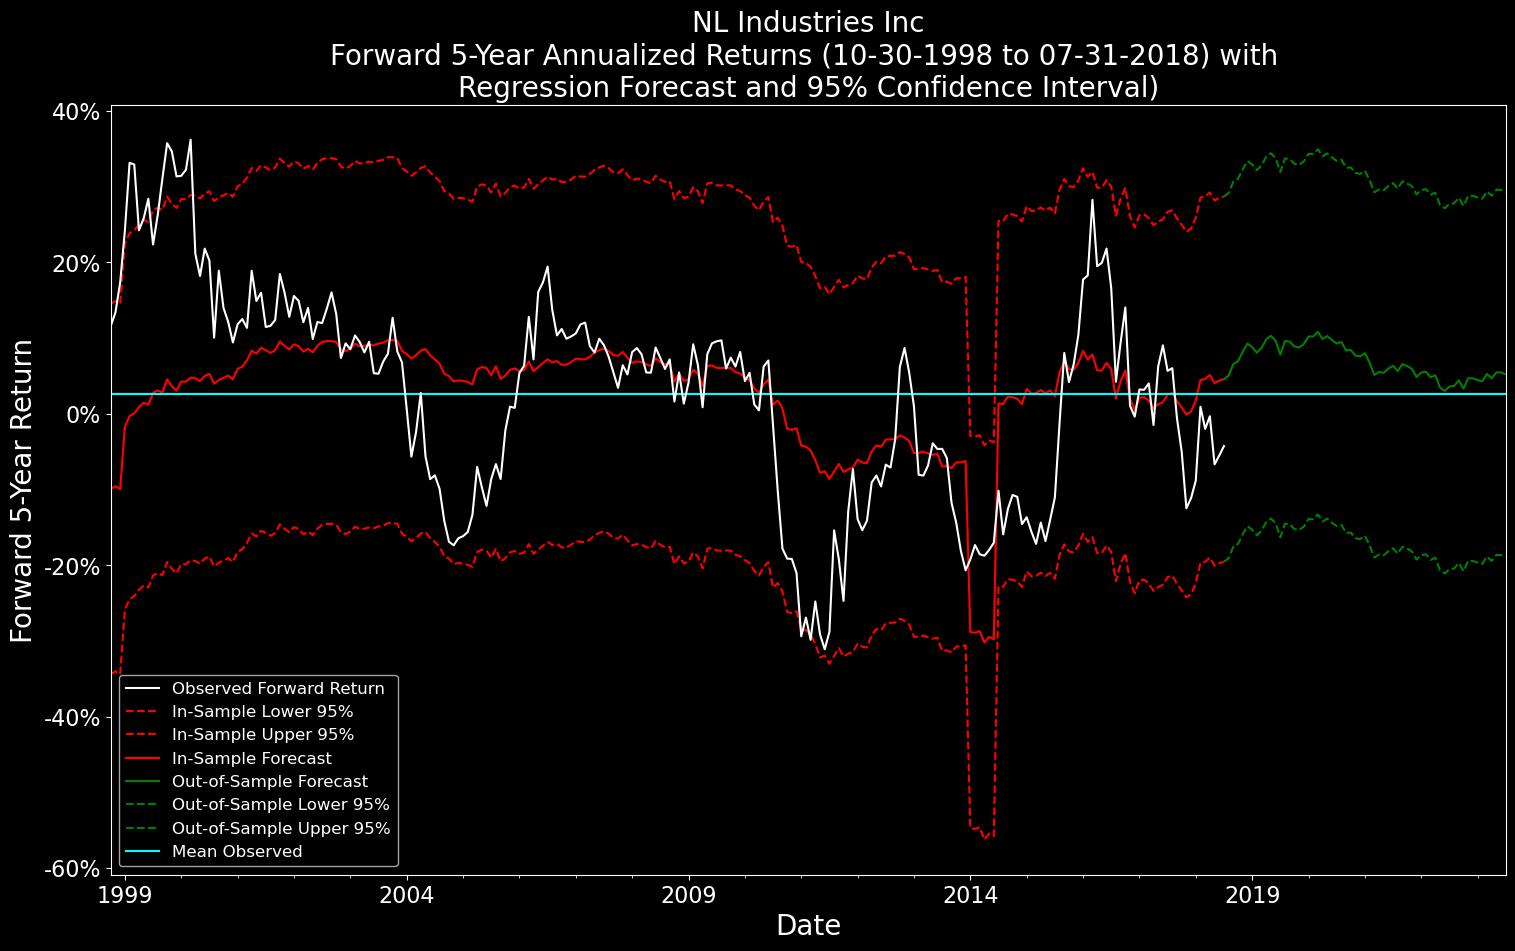 NL Industries Inc
Forward 5-Year Annualized Returns (10-30-1998 to 07-31-2018) with
Regression Forecast and 95% Confidence Interval)
Forward 5-Year Return
40%
20%
0%
-20%
-40%
-60%
Observed Forward Return
In-Sample Lower 95%
In-Sample Upper 95%
In-Sample Forecast
Out-of-Sample Forecast
Out-of-Sample Lower 95%
Out-of-Sample Upper 95%
Mean Observed
1999 2004 2009 2014 2019
Date